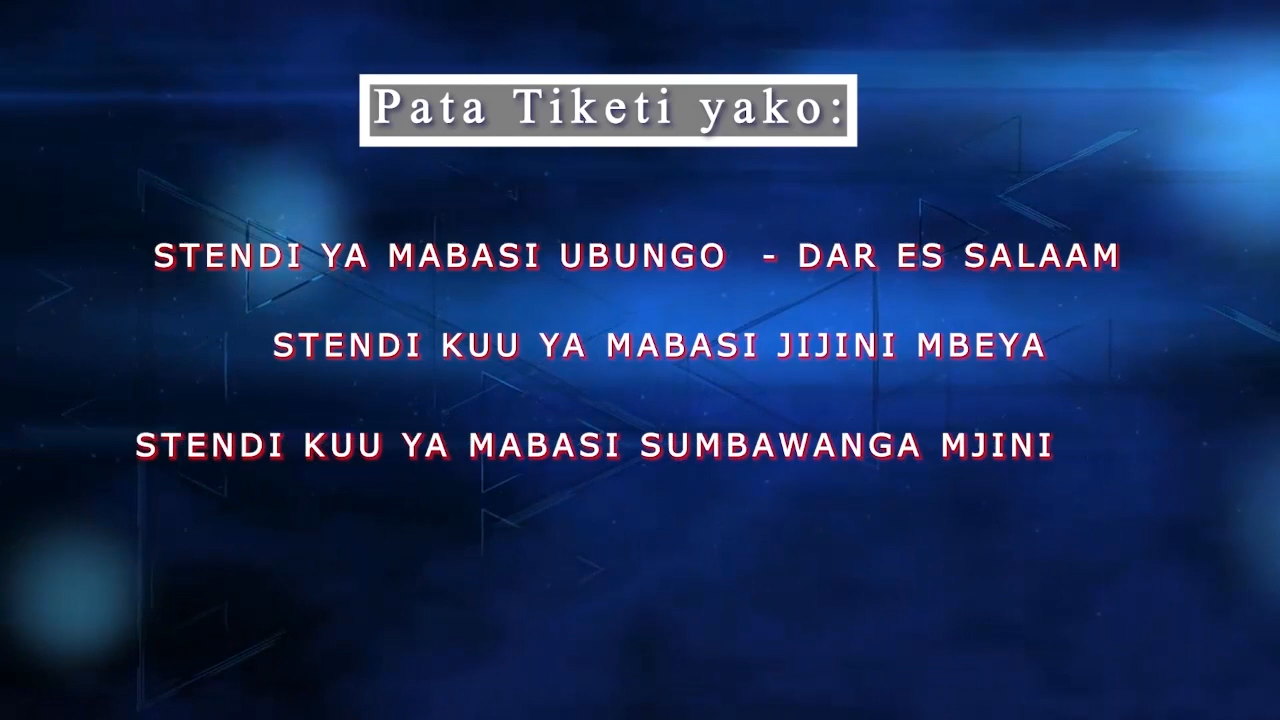 Pata Tiketi yako:
STENDI YA MABASI UBUNGO - DAR ES SALAAM
STENDI KUU YA MABASI JIJINI MBEYA
STENDI KUU YA MABASI SUMBAWANGA MJINI